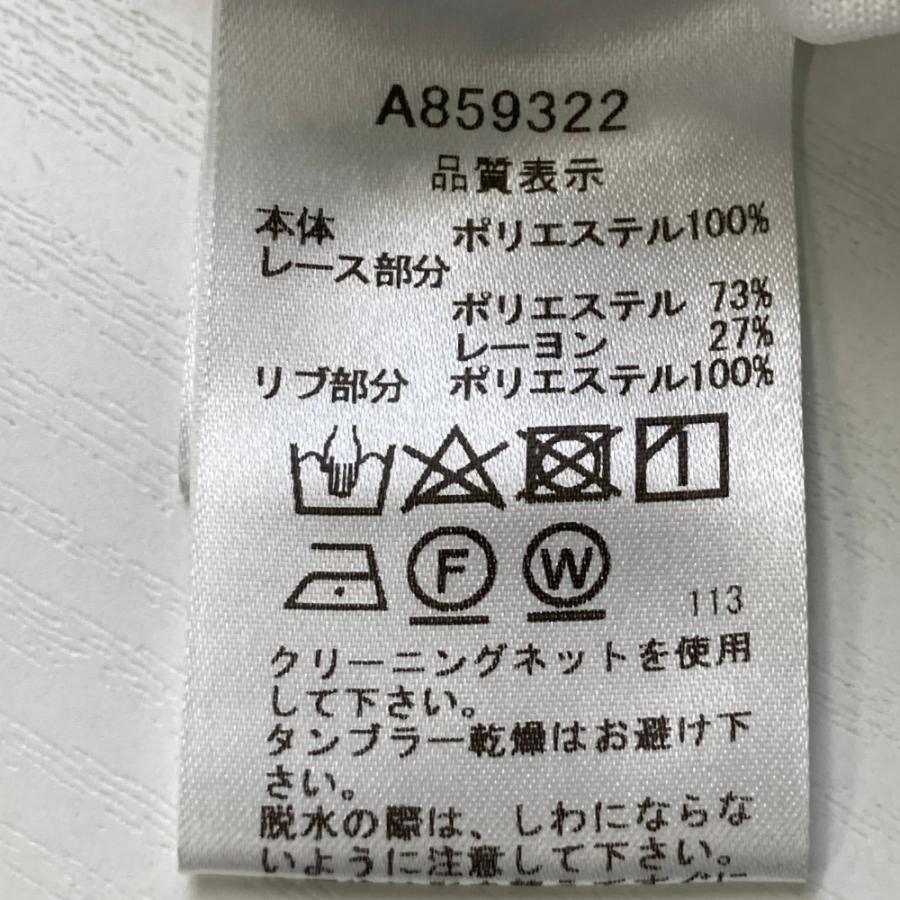 A859322
品質表示
本体 ポリエステル100%
レース部分
ポリエステル 73%
レーヨン 27%
リブ部分 ポリエステル100%
F W 113
クリーニングネットを使用
して下さい。
タンブラー乾燥はお避け下
さい。
脱水の際は、しわにならな
いように注意して下さい。